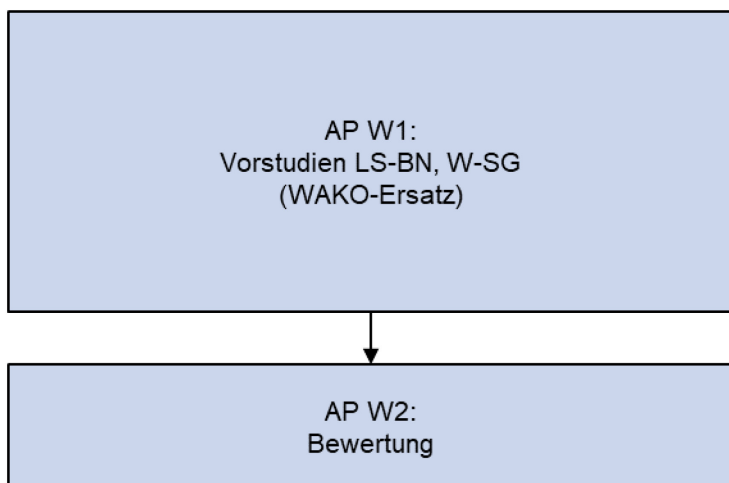 AP W1:
Vorstudien LS-BN, W-SG
(WAKO-Ersatz)
AP W2:
Bewertung